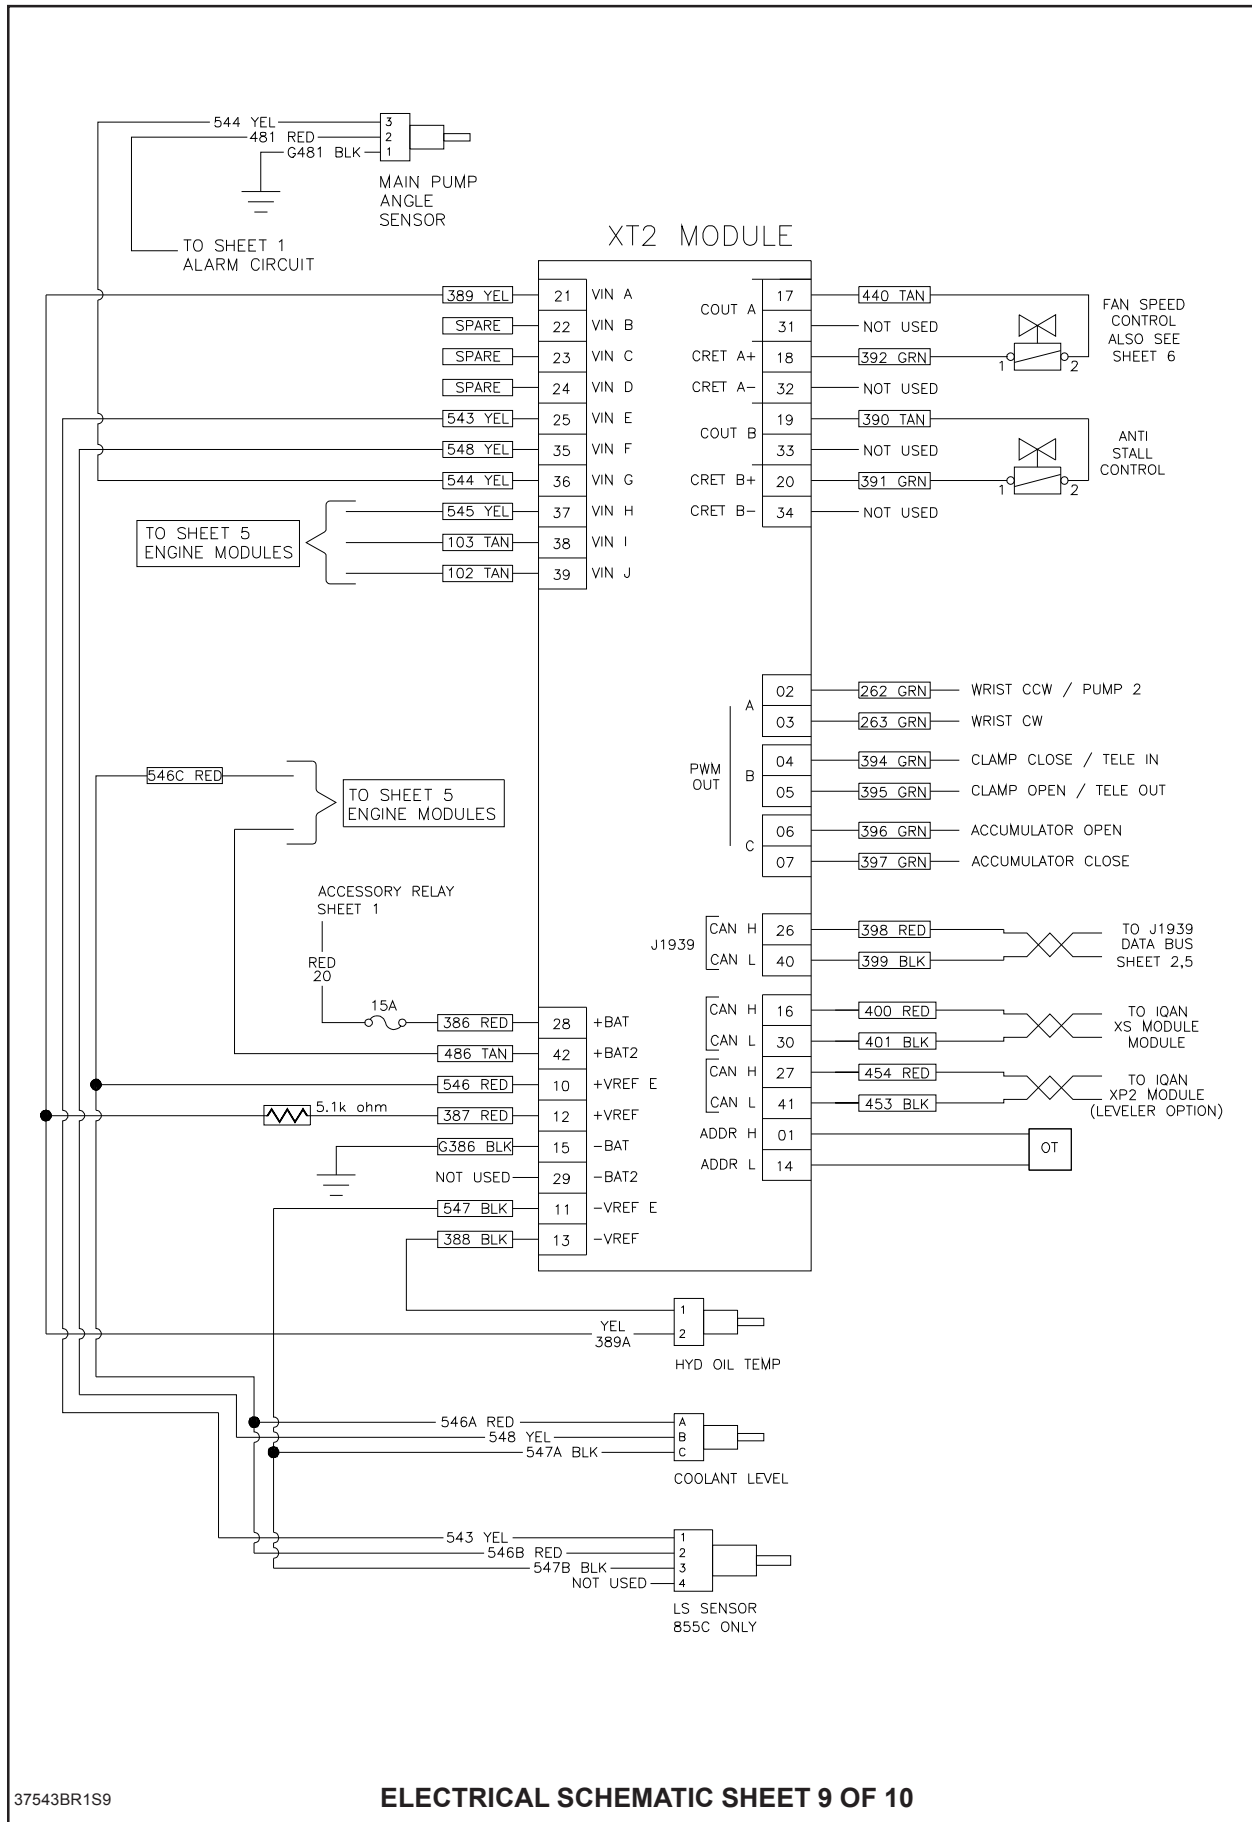 544 YEL
3
481 RED
2
G481 BLK
1
MAIN PUMP
ANGLE
SENSOR
TO SHEET 1
ALARM CIRCUIT
XT2 MODULE
389 YEL 21 VIN A
SPARE 22 VIN B
SPARE 23 VIN C
SPARE 24 VIN D
543 YEL 25 VIN E
548 YEL 35 VIN F
544 YEL 36 VIN G
545 YEL 37 VIN H
103 TAN 38 VIN I
102 TAN 39 VIN J
TO SHEET 5
ENGINE MODULES
COUT A
17 440 TAN
31 NOT USED
CRET A+ 18 392 GRN
1 2
CRET A- 32 NOT USED
FAN SPEED
CONTROL
ALSO SEE
SHEET 6
COUT B
19 390 TAN
33 NOT USED
CRET B+ 20 391 GRN
1 2
CRET B- 34 NOT USED
ANTI
STALL
CONTROL
PWM
OUT
A
02 262 GRN WRIST CCW / PUMP 2
03 263 GRN WRIST CW
B
04 394 GRN CLAMP CLOSE / TELE IN
05 395 GRN CLAMP OPEN / TELE OUT
C
06 396 GRN ACCUMULATOR OPEN
07 397 GRN ACCUMULATOR CLOSE
546C RED
TO SHEET 5
ENGINE MODULES
ACCESSORY RELAY
SHEET 1
RED
20
15A
J1939
CAN H 26 398 RED
CAN L 40 399 BLK
TO J1939
DATA BUS
SHEET 2,5
CAN H 16 400 RED
CAN L 30 401 BLK
TO IQAN
XS MODULE
MODULE
CAN H 27 454 RED
CAN L 41 453 BLK
TO IQAN
XP2 MODULE
(LEVELER OPTION)
ADDR H 01
ADDR L 14
OT
386 RED 28 +BAT
486 TAN 42 +BAT2
546 RED 10 +VREF E
5.1k ohm
387 RED 12 +VREF
G386 BLK 15 -BAT
NOT USED 29 -BAT2
547 BLK 11 -VREF E
388 BLK 13 -VREF
1
YEL
389A
2
HYD OIL TEMP
546A RED A
548 YEL B
547A BLK C
COOLANT LEVEL
543 YEL 1
546B RED 2
547B BLK 3
NOT USED 4
LS SENSOR
855C ONLY
37543BR1S9
ELECTRICAL SCHEMATIC SHEET 9 OF 10